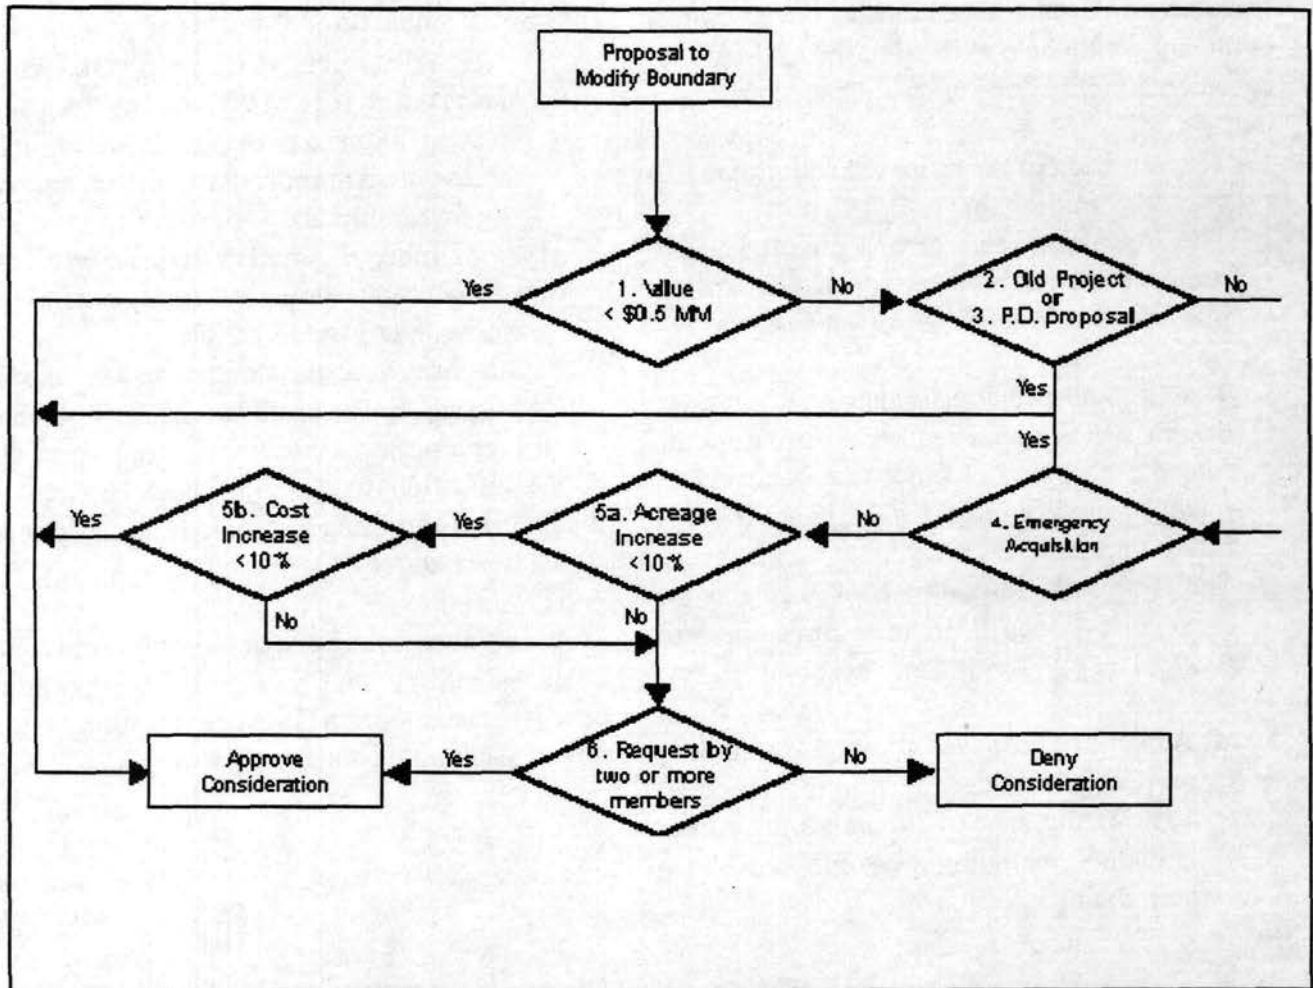 Proposal to
Modify Boundary
Yes
1. Value
< $0.5 MM
No
2. Old Project
or
3. P.D. proposal
No
Yes
Yes
Yes
5b. Cost
Increase
<10%
Yes
5a. Acreage
Increase
<10%
No
4. Emergency
Acquisition
No
No
Approve
Consideration
Yes
6. Request by
two or more
members
No
Deny
Consideration